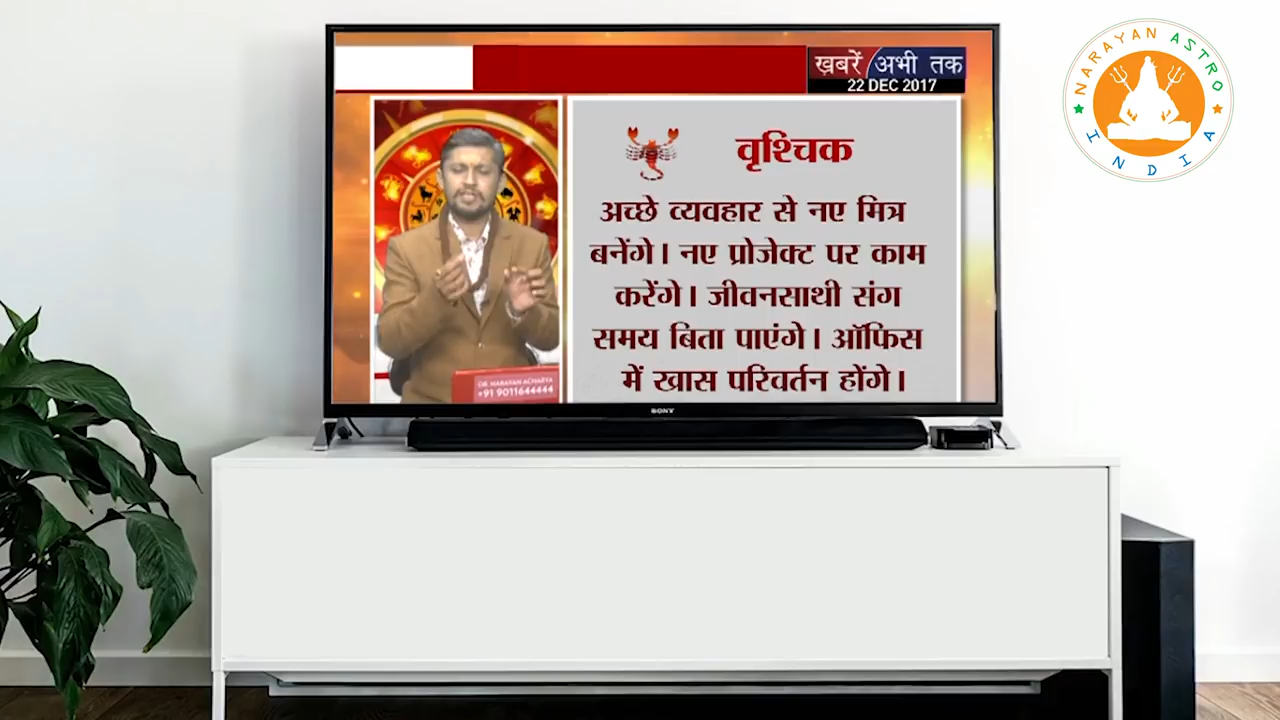 ख़बरें अभी तक
22 DEC 2017
वृश्चिक
अच्छे व्यवहार से नए मित्र
बनेंगे। नए प्रोजेक्ट पर काम
करेंगे। जीवनसाथी संग
समय बिता पाएंगे। ऑफिस
में खास परिवर्तन होंगे।
DR. NARAYAN ACHARYA
+91 9011644444
SONY
NARAYAN ASTRO
INDIA